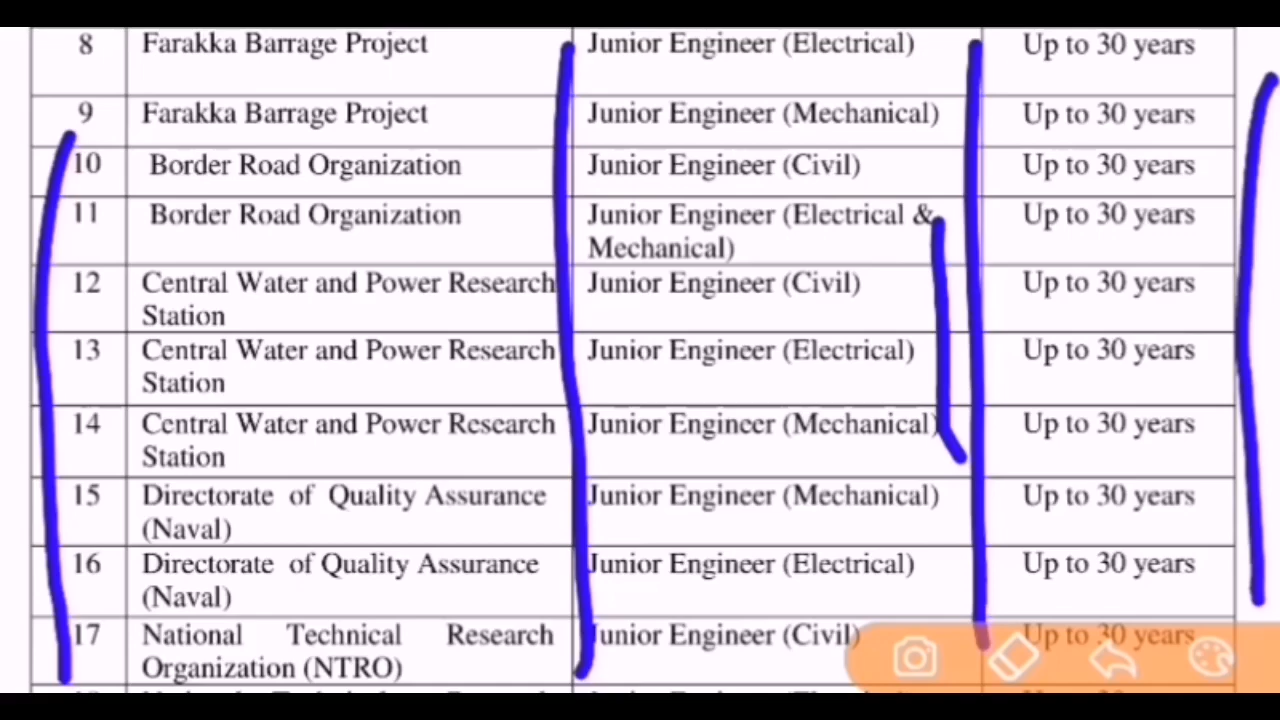 8 Farakka Barrage Project Junior Engineer (Electrical) Up to 30 years
9 Farakka Barrage Project Junior Engineer (Mechanical) Up to 30 years
10 Border Road Organization Junior Engineer (Civil) Up to 30 years
11 Border Road Organization Junior Engineer (Electrical & Up to 30 years
Mechanical)
12 Central Water and Power Research Junior Engineer (Civil) Up to 30 years
Station
13 Central Water and Power Research Junior Engineer (Electrical) Up to 30 years
Station
14 Central Water and Power Research Junior Engineer (Mechanical) Up to 30 years
Station
15 Directorate of Quality Assurance Junior Engineer (Mechanical) Up to 30 years
(Naval)
16 Directorate of Quality Assurance Junior Engineer (Electrical) Up to 30 years
(Naval)
17 National Technical Research Junior Engineer (Civil) Up to 30 years
Organization (NTRO)